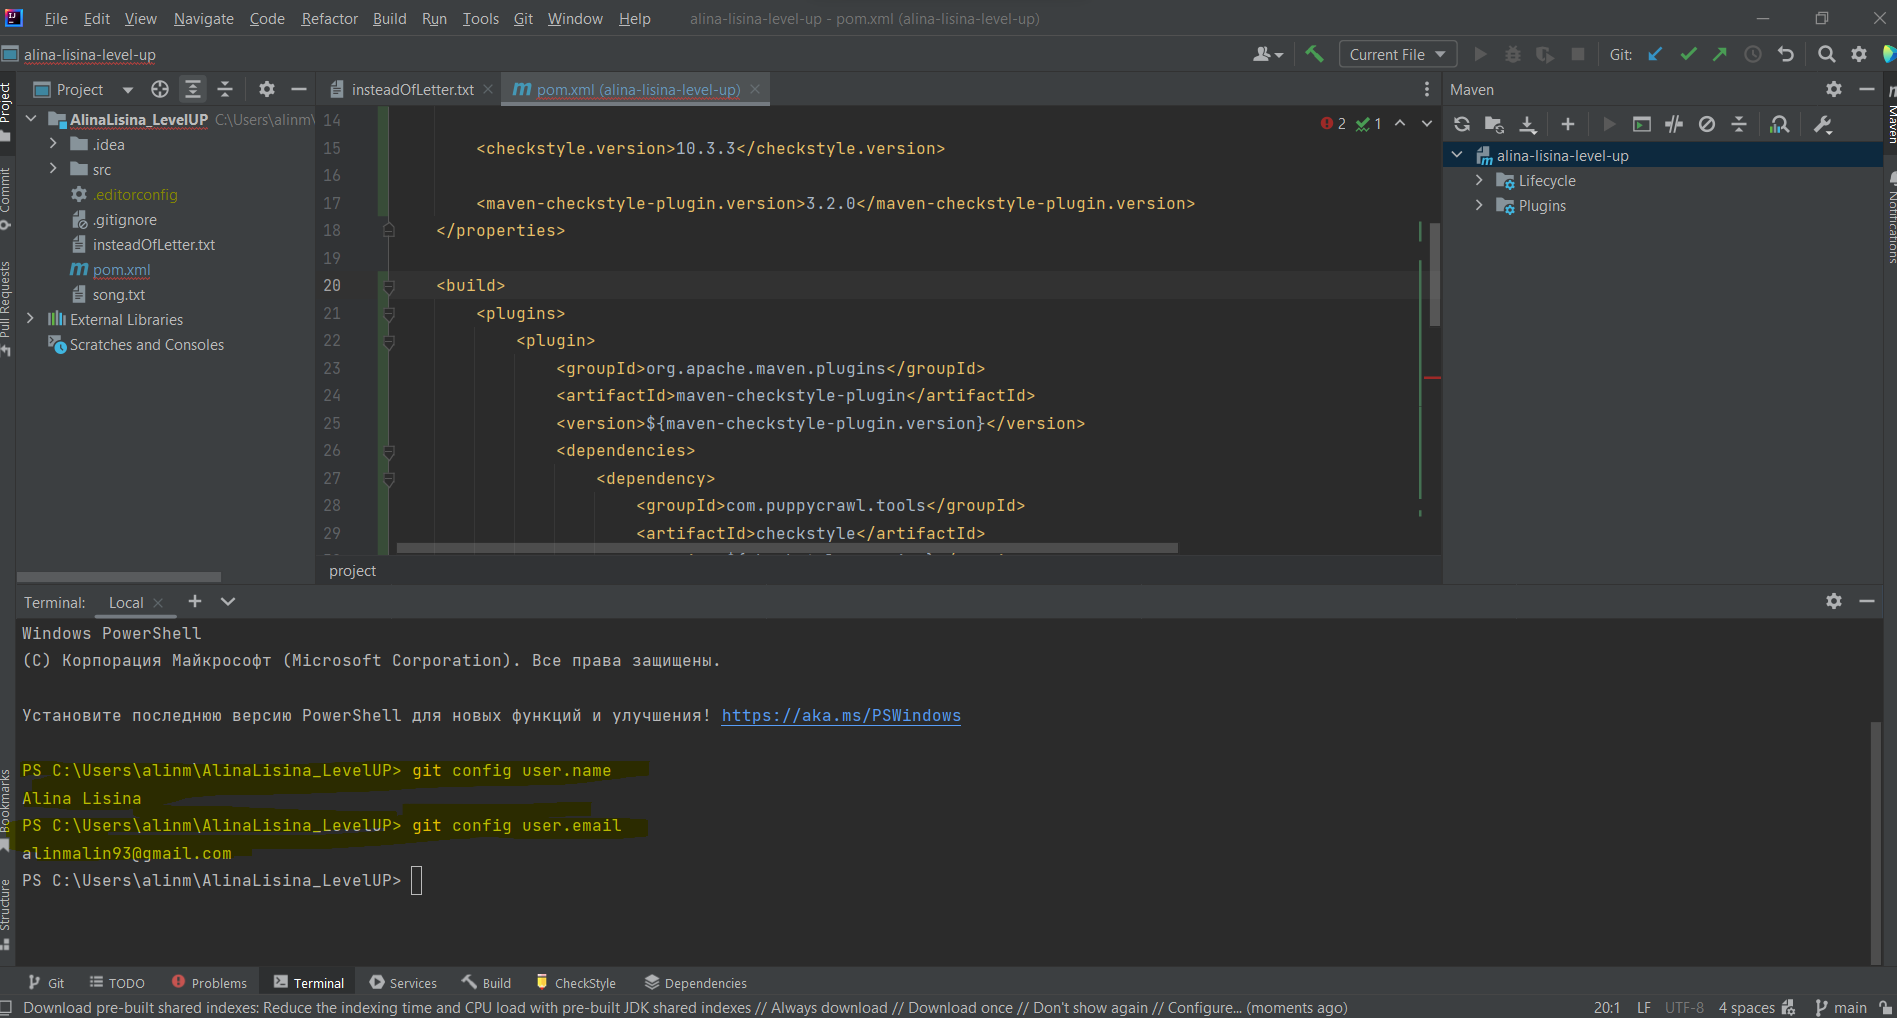 File Edit View Navigate Code Refactor Build Run Tools Git Window Help alina-lisina-level-up - pom.xml (alina-lisina-level-up)
alina-lisina-level-up Current File Git:
Project
insteadOfLetter.txt pom.xml (alina-lisina-level-up)
Maven
AlinaLisina_LevelUP C:\Users\alinm\
.idea
src
.editorconfig
.gitignore
insteadOfLetter.txt
pom.xml
song.txt
External Libraries
Scratches and Consoles
2 1
14
15 <checkstyle.version>10.3.3</checkstyle.version>
16
17 <maven-checkstyle-plugin.version>3.2.0</maven-checkstyle-plugin.version>
18 </properties>
19
20 <build>
21 <plugins>
22 <plugin>
23 <groupId>org.apache.maven.plugins</groupId>
24 <artifactId>maven-checkstyle-plugin</artifactId>
25 <version>${maven-checkstyle-plugin.version}</version>
26 <dependencies>
27 <dependency>
28 <groupId>com.puppycrawl.tools</groupId>
29 <artifactId>checkstyle</artifactId>
project
alina-lisina-level-up
Lifecycle
Plugins
Project
Commit
Pull Requests
Bookmarks
Structure
Maven
Notifications
Terminal: Local
Windows PowerShell
(C) Корпорация Майкрософт (Microsoft Corporation). Все права защищены.
Установите последнюю версию PowerShell для новых функций и улучшения! https://aka.ms/PSWindows
PS C:\Users\alinm\AlinaLisina_LevelUP> git config user.name
Alina Lisina
PS C:\Users\alinm\AlinaLisina_LevelUP> git config user.email
alinmalin93@gmail.com
PS C:\Users\alinm\AlinaLisina_LevelUP>
Git TODO Problems Terminal Services Build CheckStyle Dependencies
Download pre-built shared indexes: Reduce the indexing time and CPU load with pre-built JDK shared indexes // Always download // Download once // Don't show again // Configure... (moments ago) 20:1 LF UTF-8 4 spaces main